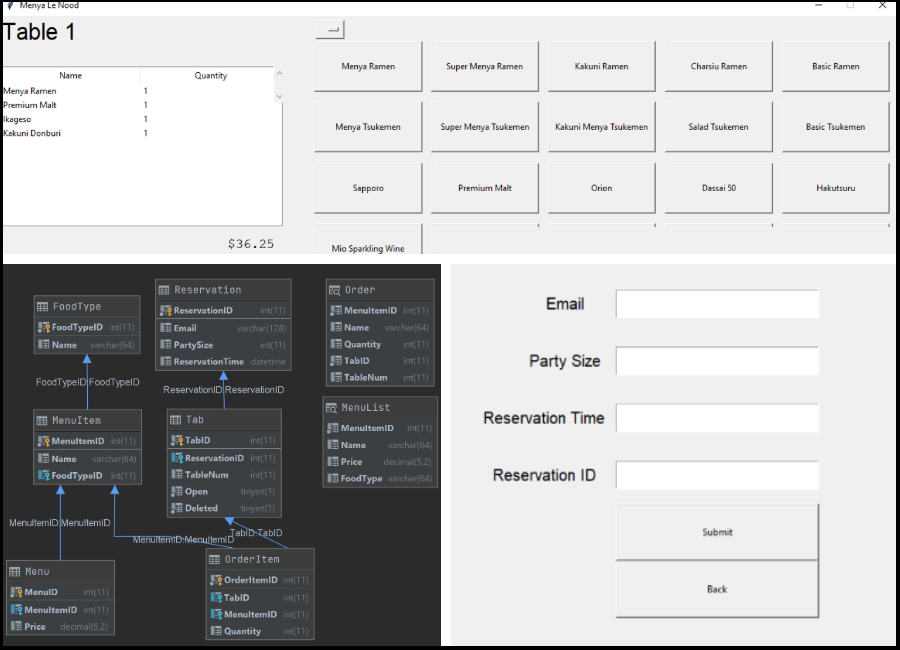 Menya Le Nood
Table 1
Name Quantity
Menya Ramen 1
Premium Malt 1
Ikageso 1
Kakuni Donburi 1
$36.25
Menya Ramen Super Menya Ramen Kakuni Ramen Charsiu Ramen Basic Ramen
Menya Tsukemen Super Menya Tsukemen Kakuni Menya Tsukemen Salad Tsukemen Basic Tsukemen
Sapporo Premium Malt Orion Dassai 50 Hakutsuru
Mio Sparkling Wine
FoodType
FoodTypeID int(11)
Name varchar(64)
FoodTypeID:FoodTypeID
MenuItem
MenuItemID int(11)
Name varchar(64)
FoodTypeID int(11)
MenuItemID:MenuItemID
Menu
MenuID int(11)
MenuItemID int(11)
Price decimal(5,2)
Reservation
ReservationID int(11)
Email varchar(128)
PartySize int(11)
ReservationTime datetime
ReservationID:ReservationID
Tab
TabID int(11)
ReservationID int(11)
TableNum int(11)
Open tinyint(1)
Deleted tinyint(1)
MenuItemID:MenuItemID
TabID:TabID
OrderItem
OrderItemID int(11)
TabID int(11)
MenuItemID int(11)
Quantity int(11)
Order
MenuItemID int(11)
Name varchar(64)
Quantity int(11)
TabID int(11)
TableNum int(11)
MenuList
MenuItemID int(11)
Name varchar(64)
Price decimal(5,2)
FoodType varchar(64)
Email
Party Size
Reservation Time
Reservation ID
Submit
Back